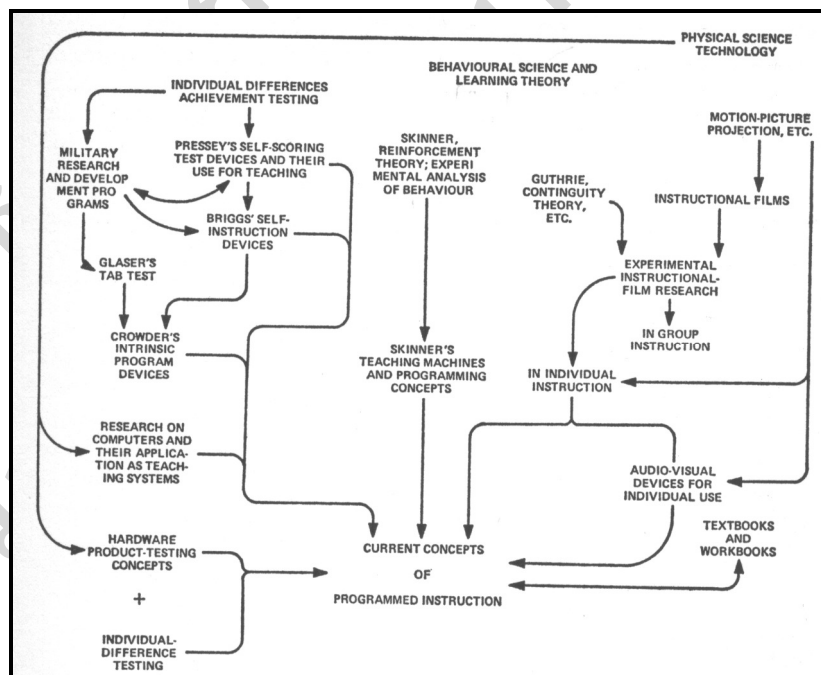 PHYSICAL SCIENCE
TECHNOLOGY
BEHAVIOURAL SCIENCE AND
LEARNING THEORY
INDIVIDUAL DIFFERENCES
ACHIEVEMENT TESTING
MOTION-PICTURE
PROJECTION, ETC.
MILITARY
RESEARCH
AND DEVELOP
MENT PRO
GRAMS
PRESSEY'S SELF-SCORING
TEST DEVICES AND THEIR
USE FOR TEACHING
SKINNER,
REINFORCEMENT
THEORY; EXPERI
MENTAL ANALYSIS
OF BEHAVIOUR
GUTHRIE,
CONTINGUITY
THEORY,
ETC.
INSTRUCTIONAL FILMS
BRIGGS' SELF-
INSTRUCTION
DEVICES
GLASER'S
TAB TEST
EXPERIMENTAL
INSTRUCTIONAL-
FILM RESEARCH
IN GROUP
INSTRUCTION
CROWDER'S
INTRINSIC
PROGRAM
DEVICES
SKINNER'S
TEACHING MACHINES
AND PROGRAMMING
CONCEPTS
IN INDIVIDUAL
INSTRUCTION
RESEARCH ON
COMPUTERS AND
THEIR APPLICA-
TION AS TEACH-
ING SYSTEMS
AUDIO-VISUAL
DEVICES FOR
INDIVIDUAL USE
TEXTBOOKS
AND
WORKBOOKS
HARDWARE
PRODUCT-TESTING
CONCEPTS
+
INDIVIDUAL-
DIFFERENCE
TESTING
CURRENT CONCEPTS
OF
PROGRAMMED INSTRUCTION